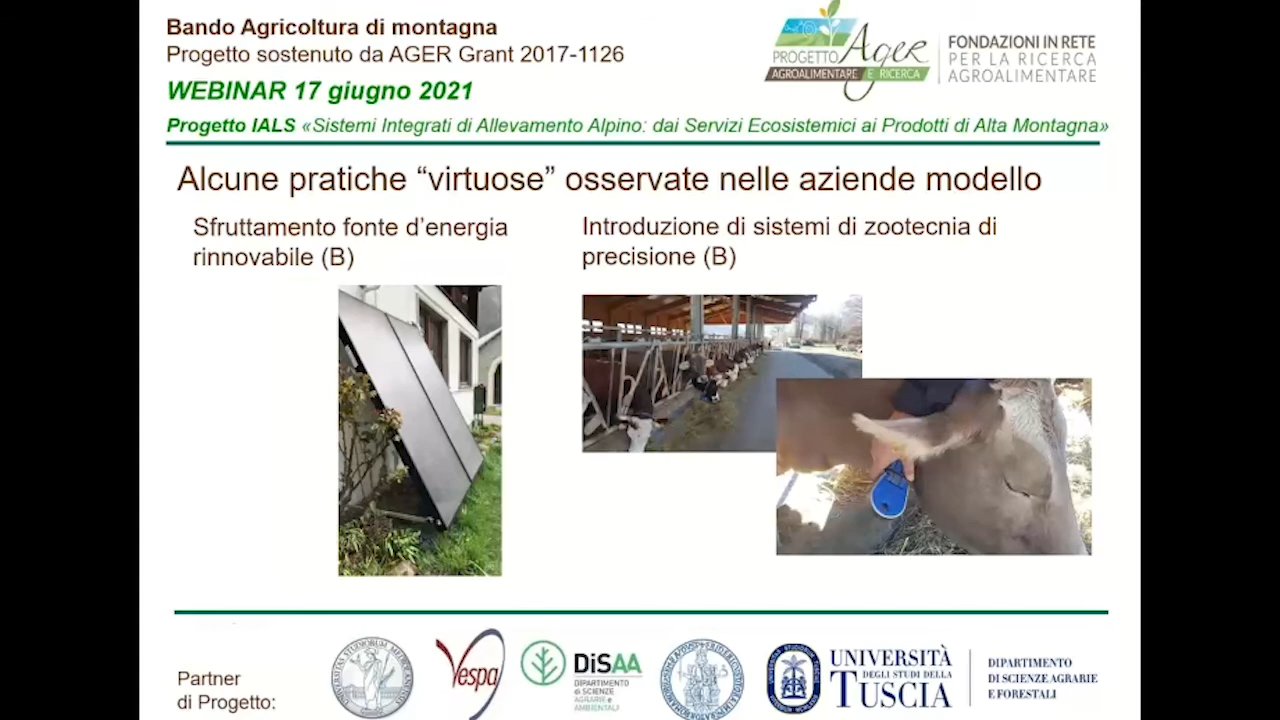 Bando Agricoltura di montagna
Progetto sostenuto da AGER Grant 2017-1126
WEBINAR 17 giugno 2021
Progetto IALS «Sistemi Integrati di Allevamento Alpino: dai Servizi Ecosistemici ai Prodotti di Alta Montagna»
PROGETTO Ager
AGROALIMENTARE E RICERCA
FONDAZIONI IN RETE
PER LA RICERCA
AGROALIMENTARE
Alcune pratiche “virtuose” osservate nelle aziende modello
Sfruttamento fonte d’energia
rinnovabile (B)
Introduzione di sistemi di zootecnia di
precisione (B)
Partner
di Progetto:
Vespa
DiSAA
DIPARTIMENTO
di SCIENZE
AGRARIE e
AMBIENTALI
UNIVERSITÀ
DEGLI STUDI DELLA
TUSCIA
DIPARTIMENTO
DI SCIENZE AGRARIE
E FORESTALI